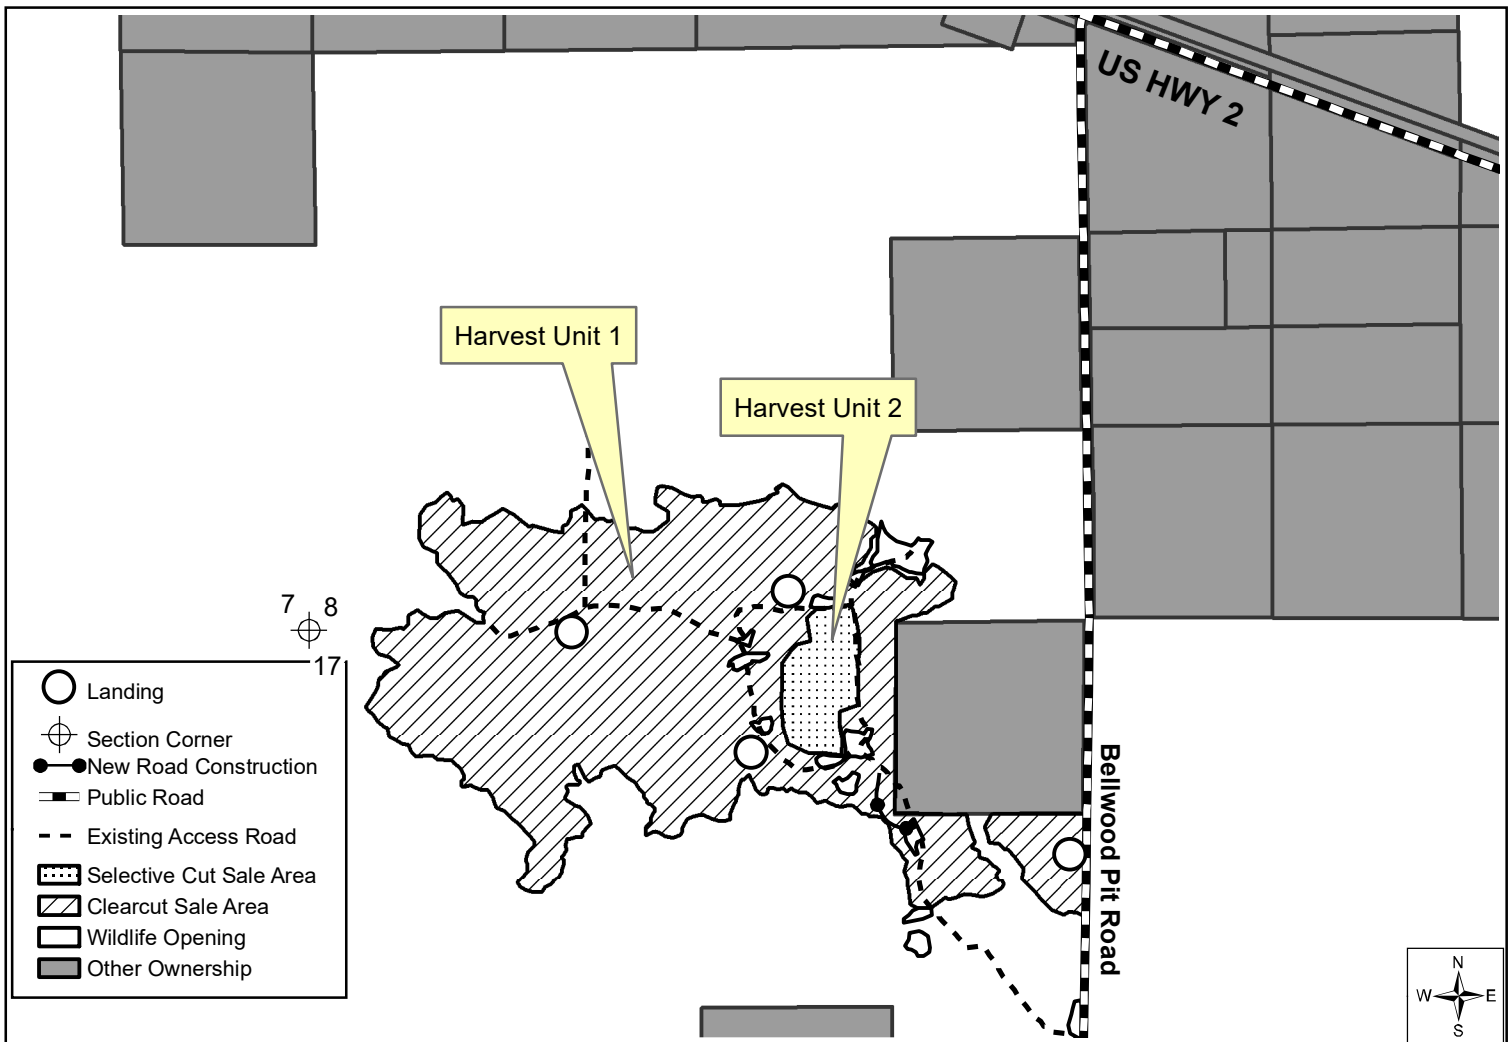 US HWY 2
Harvest Unit 1
Harvest Unit 2
7 8
17
Landing
Section Corner
New Road Construction
Public Road
Existing Access Road
Selective Cut Sale Area
Clearcut Sale Area
Wildlife Opening
Other Ownership
Bellwood Pit Road
N
W E
S